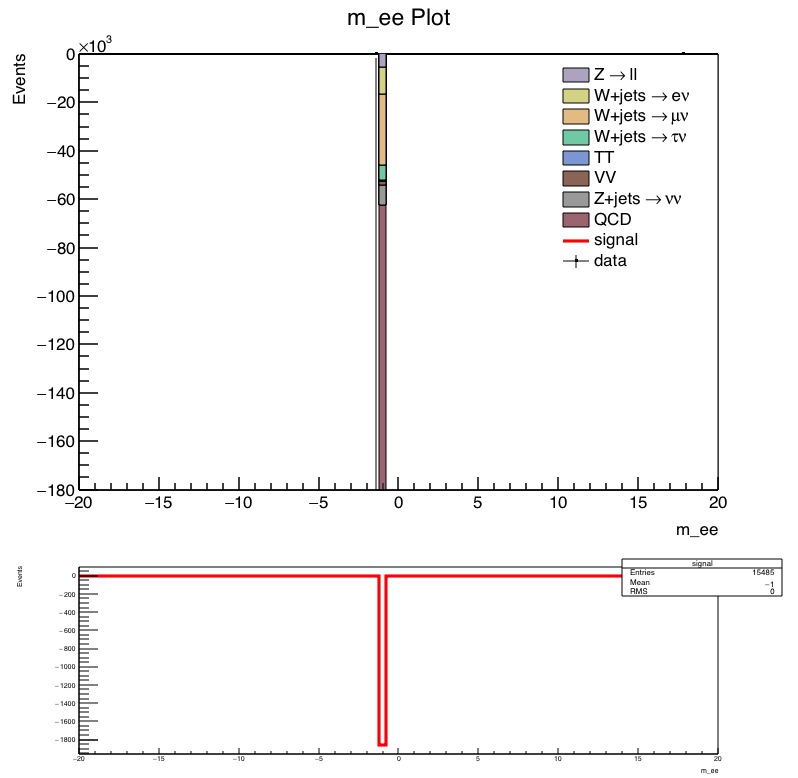 m_ee Plot
×10³
Events
0
−20
−40
−60
−80
−100
−120
−140
−160
−180
Z → ll
W+jets → eν
W+jets → μν
W+jets → τν
TT
VV
Z+jets → νν
QCD
signal
data
−20 −15 −10 −5 0 5 10 15 20
m_ee
Events
0
−200
−400
−600
−800
−1000
−1200
−1400
−1600
−1800
signal
Entries 15485
Mean −1
RMS 0
−20 −15 −10 −5 0 5 10 15 20
m_ee